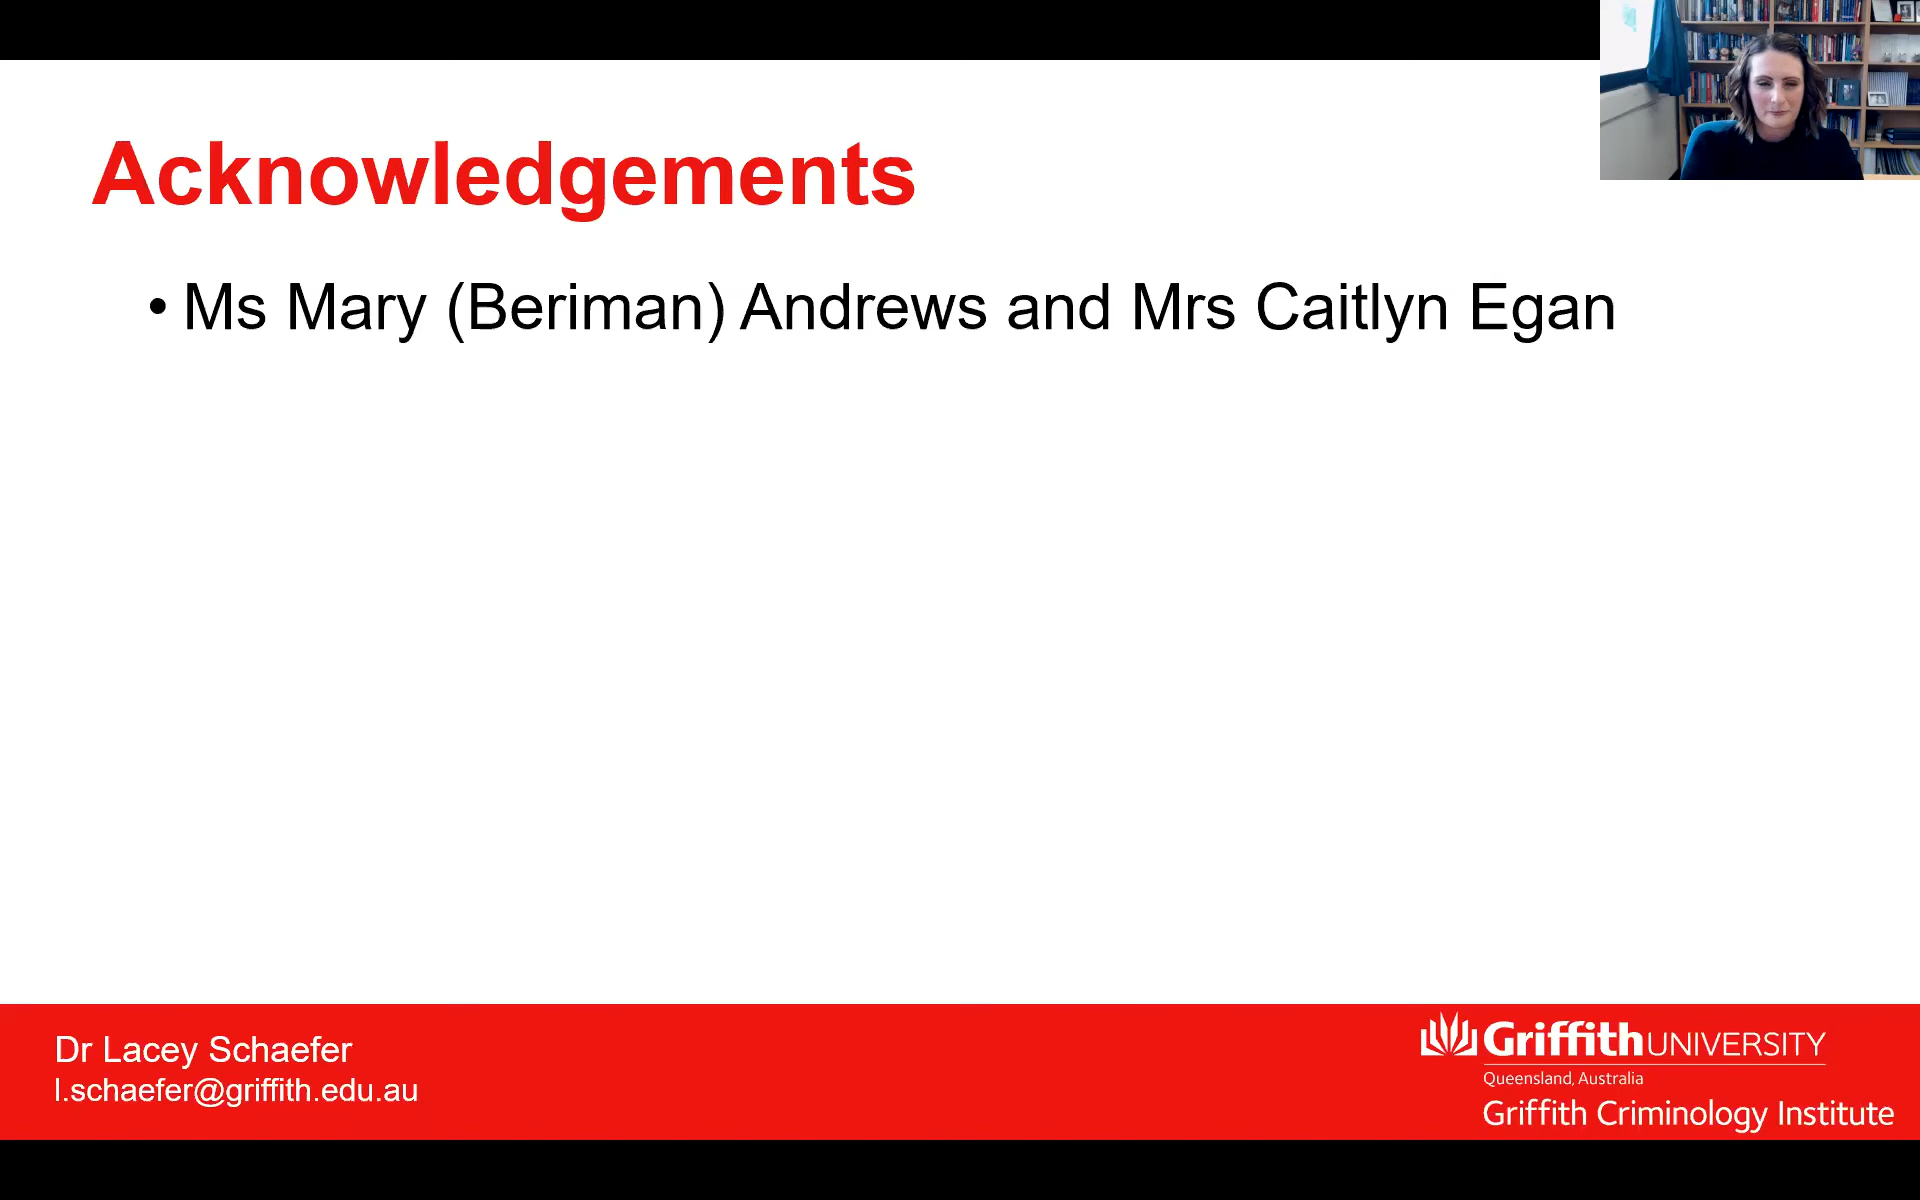 Acknowledgements
• Ms Mary (Beriman) Andrews and Mrs Caitlyn Egan
Dr Lacey Schaefer
l.schaefer@griffith.edu.au
Griffith UNIVERSITY
Queensland, Australia
Griffith Criminology Institute